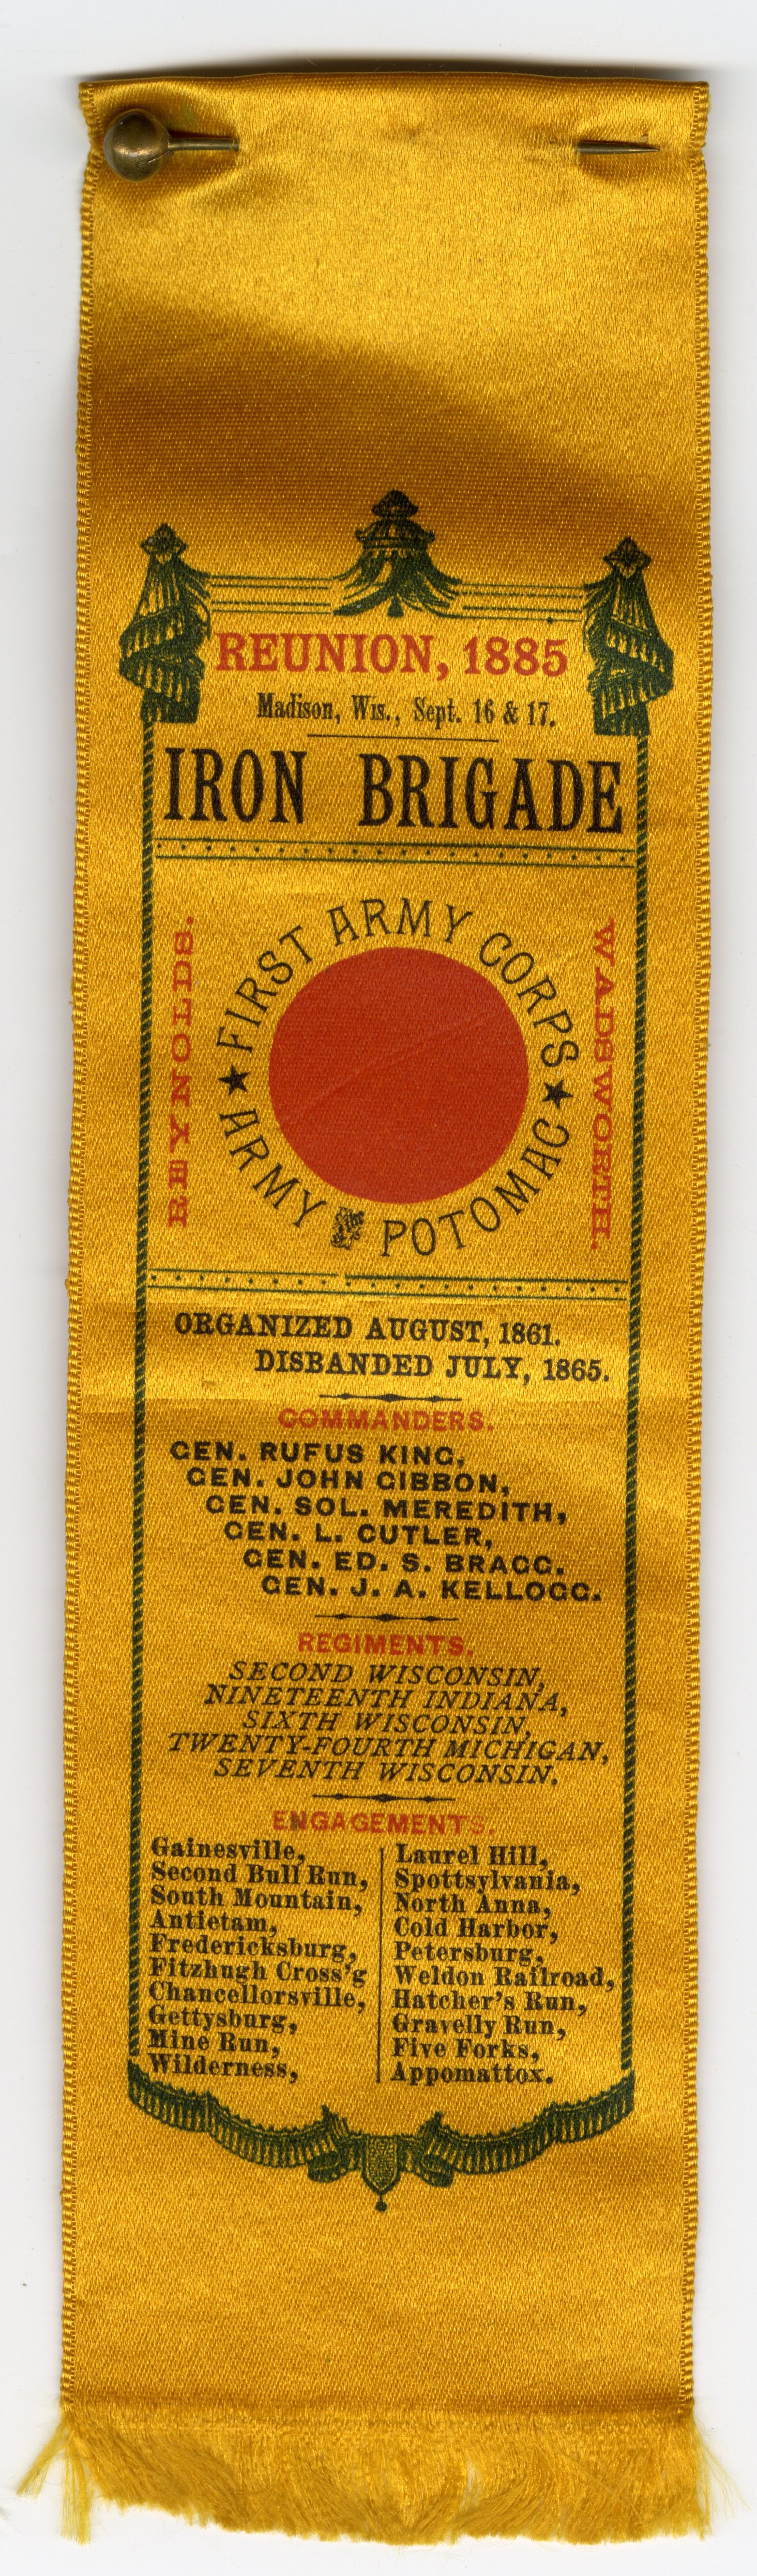 REUNION, 1885
Madison, Wis., Sept. 16 & 17.
IRON BRIGADE
REYNOLDS.
★ FIRST ARMY CORPS ★
ARMY POTOMAC
WADSWORTH.
ORGANIZED AUGUST, 1861.
DISBANDED JULY, 1865.
COMMANDERS.
GEN. RUFUS KING,
GEN. JOHN GIBBON,
GEN. SOL. MEREDITH,
GEN. L. CUTLER,
GEN. ED. S. BRAGG.
GEN. J. A. KELLOGG.
REGIMENTS.
SECOND WISCONSIN,
NINETEENTH INDIANA,
SIXTH WISCONSIN,
TWENTY-FOURTH MICHIGAN,
SEVENTH WISCONSIN.
ENGAGEMENTS.
Gainesville,
Second Bull Run,
South Mountain,
Antietam,
Fredericksburg,
Fitzhugh Cross'g
Chancellorsville,
Gettysburg,
Mine Run,
Wilderness,
Laurel Hill,
Spottsylvania,
North Anna,
Cold Harbor,
Petersburg,
Weldon Railroad,
Hatcher's Run,
Gravelly Run,
Five Forks,
Appomattox.